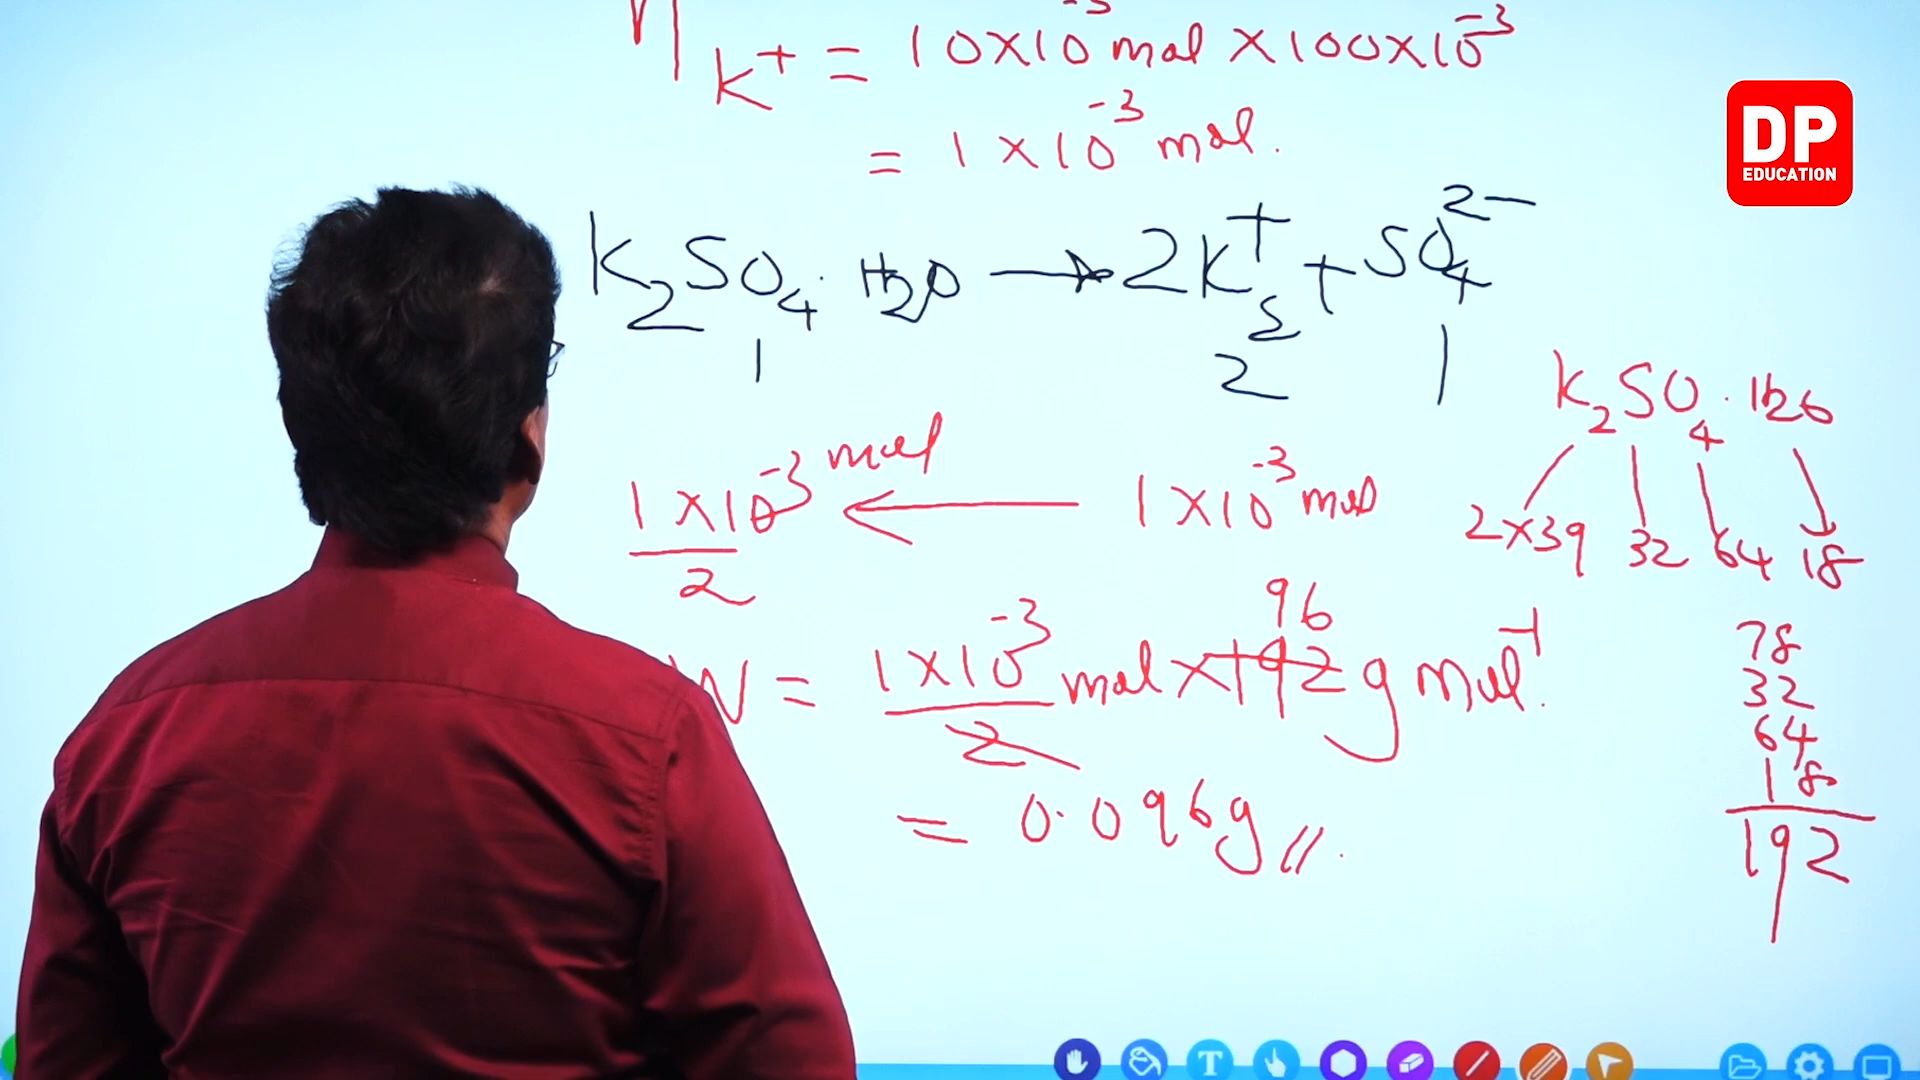 n K⁺ = 10×10⁻³ mol ×100×10⁻³
= 1×10⁻³ mol.
DP
EDUCATION
K₂SO₄·H₂O → 2K⁺ + SO₄²⁻
1 2 1
K₂SO₄·H₂O
1×10⁻³ mol ← 1×10⁻³ mol
2
2×39 32 64 18
W = 1×10⁻³/2 mol × 192 g mol⁻¹.
96
= 0.096g //.
78
32
64
18
192
T